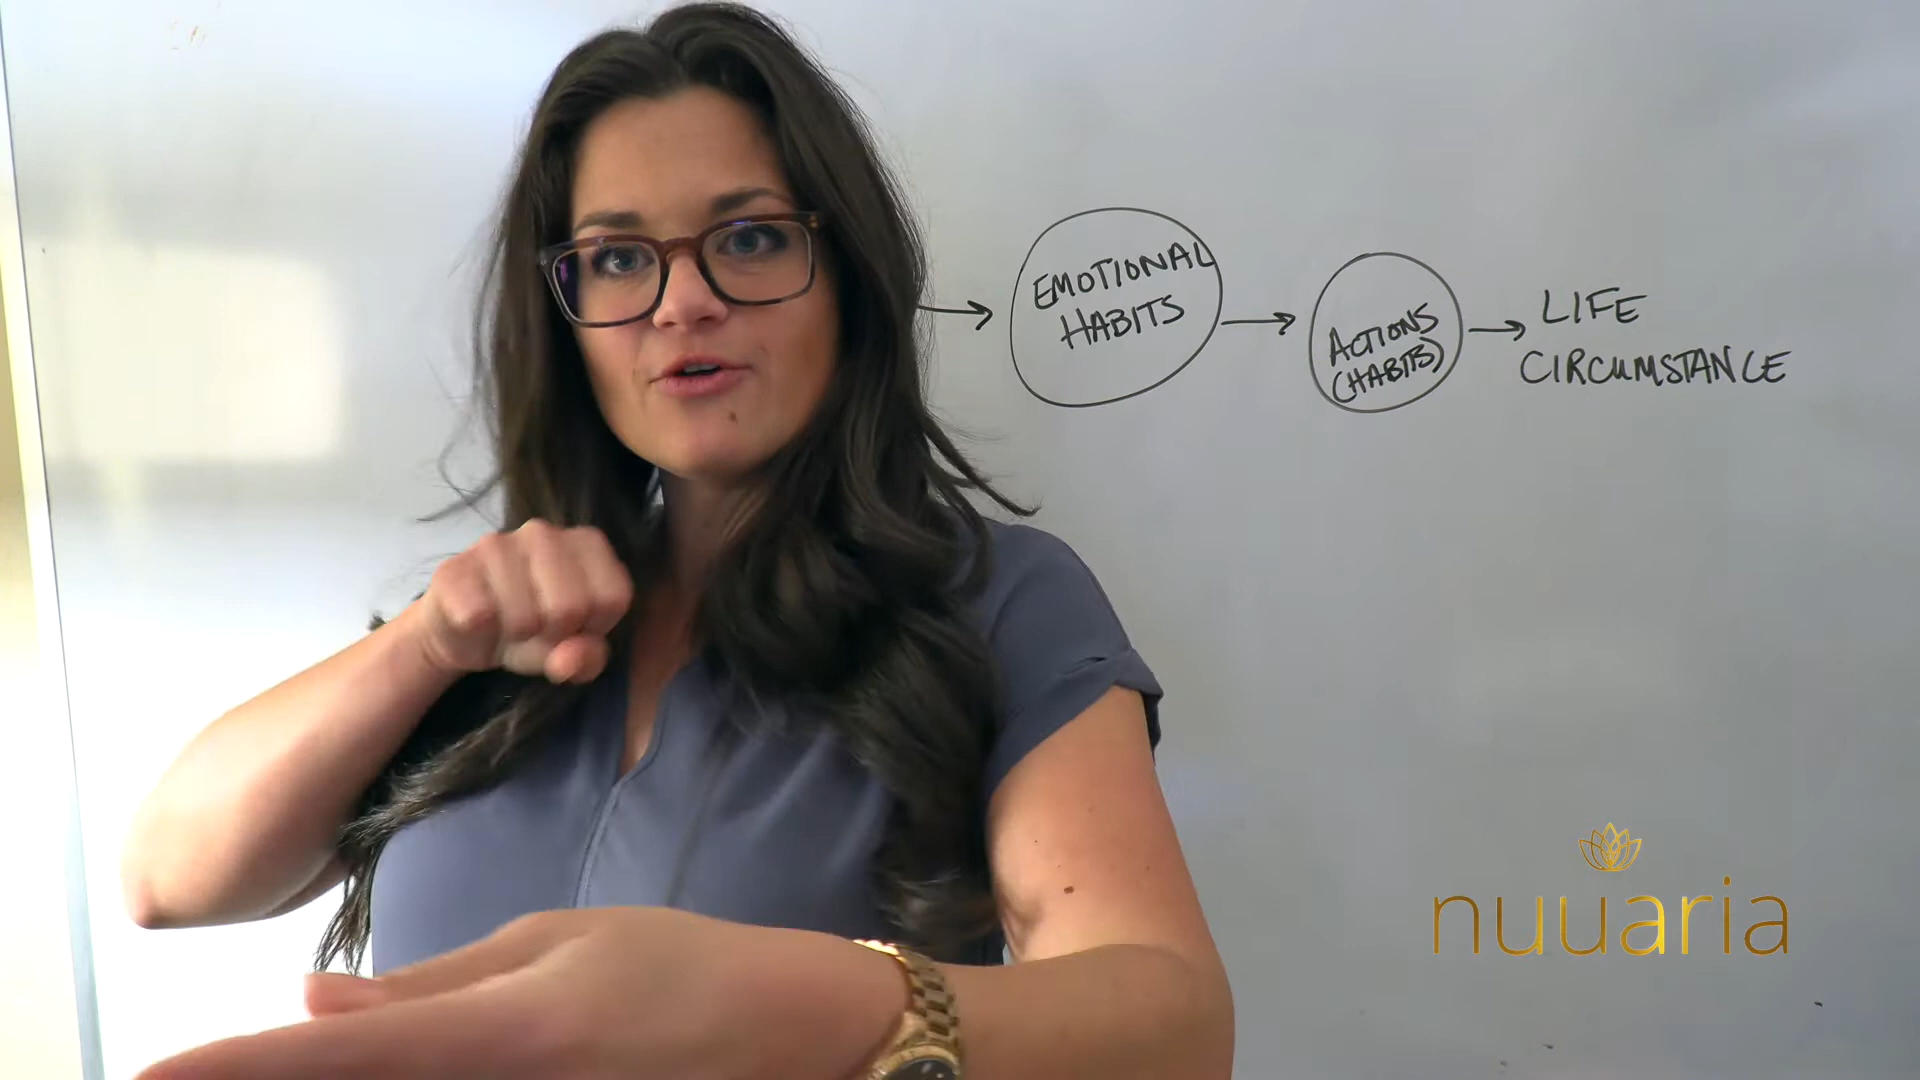 EMOTIONAL
HABITS
ACTIONS
(HABITS)
LIFE
CIRCUMSTANCE
nuuaria